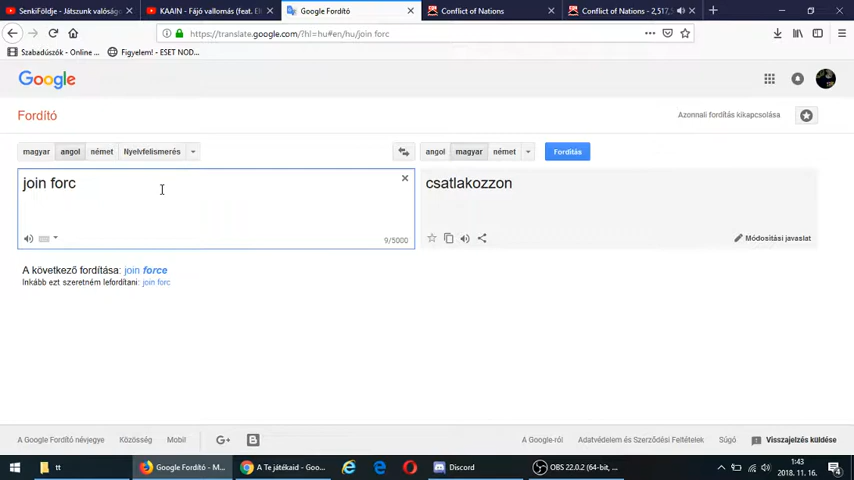 SenkiFöldje - Játszunk valóság
KAAIN - Fájó vallomás (feat. El
Google Fordító
Conflict of Nations
Conflict of Nations - 2,517,
https://translate.google.com/?hl=hu#en/hu/join forc
Szabadúszók - Online ...
Figyelem! - ESET NOD...
Google
Fordító
Azonnali fordítás kikapcsolása
magyar angol német Nyelvfelismerés
angol magyar német Fordítás
join forc
csatlakozzon
9/5000
Módosítási javaslat
A következő fordítása: join force
Inkább ezt szeretném lefordítani: join forc
A Google Fordító névjegye Közösség Mobil G+ B
A Google-ról Adatvédelem és Szerződési Feltételek Súgó Visszajelzés küldése
tt
Google Fordító - M...
A Te játékaid - Goo...
Discord
OBS 22.0.2 (64-bit, ...
1:43
2018. 11. 16.
4